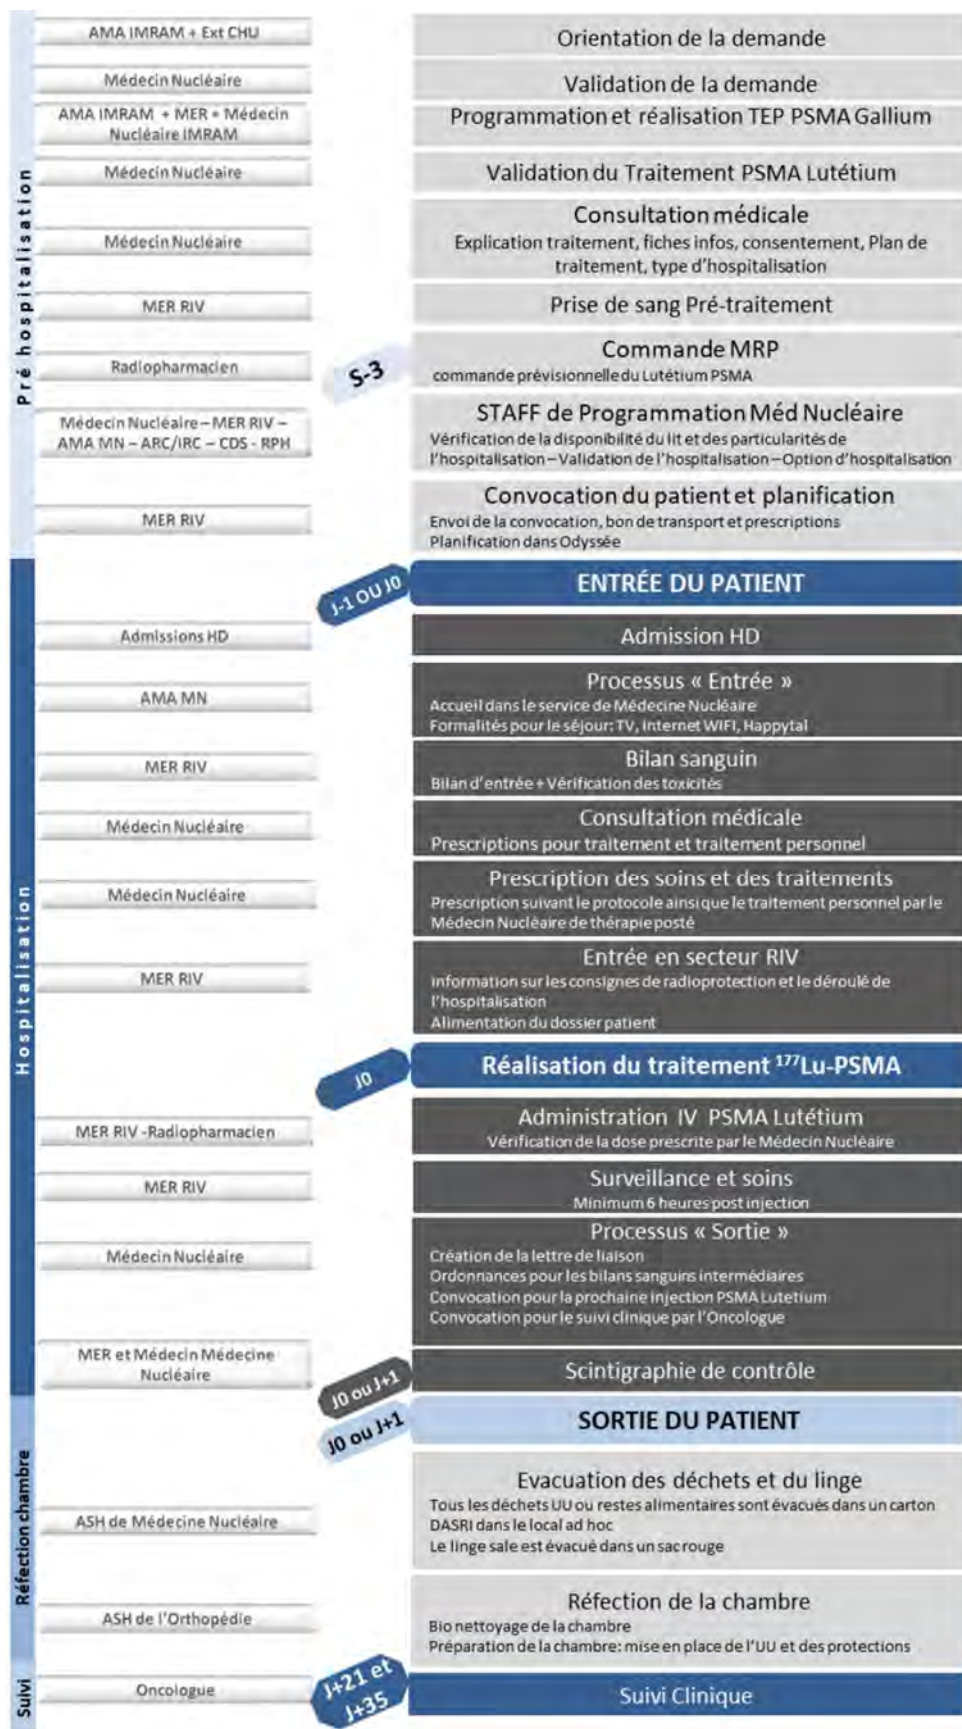 Pré hospitalisation
AMA IMRAM + Ext CHU
Orientation de la demande
Médecin Nucléaire
Validation de la demande
AMA IMRAM + MER + Médecin
Nucléaire IMRAM
Programmation et réalisation TEP PSMA Gallium
Médecin Nucléaire
Validation du Traitement PSMA Lutétium
Médecin Nucléaire
Consultation médicale
Explication traitement, fiches infos, consentement, Plan de
traitement, type d'hospitalisation
MER RIV
Prise de sang Pré-traitement
Radiopharmacien
S-3
Commande MRP
commande prévisionnelle du Lutétium PSMA
Médecin Nucléaire – MER RIV –
AMA MN – ARC/IRC – CDS - RPH
STAFF de Programmation Méd Nucléaire
Vérification de la disponibilité du lit et des particularités de
l'hospitalisation – Validation de l'hospitalisation – Option d'hospitalisation
MER RIV
Convocation du patient et planification
Envoi de la convocation, bon de transport et prescriptions
Planification dans Odyssée
Hospitalisation
J-1 OU J0
ENTRÉE DU PATIENT
Admissions HD
Admission HD
AMA MN
Processus « Entrée »
Accueil dans le service de Médecine Nucléaire
Formalités pour le séjour: TV, Internet WIFI, Happytal
MER RIV
Bilan sanguin
Bilan d'entrée + Vérification des toxicités
Médecin Nucléaire
Consultation médicale
Prescriptions pour traitement et traitement personnel
Médecin Nucléaire
Prescription des soins et des traitements
Prescription suivant le protocole ainsi que le traitement personnel par le
Médecin Nucléaire de thérapie posté
MER RIV
Entrée en secteur RIV
Information sur les consignes de radioprotection et le déroulé de
l'hospitalisation
Alimentation du dossier patient
J0
Réalisation du traitement ¹⁷⁷Lu-PSMA
MER RIV -Radiopharmacien
Administration IV PSMA Lutétium
Vérification de la dose prescrite par le Médecin Nucléaire
MER RIV
Surveillance et soins
Minimum 6 heures post injection
Médecin Nucléaire
Processus « Sortie »
Création de la lettre de liaison
Ordonnances pour les bilans sanguins intermédiaires
Convocation pour la prochaine injection PSMA Lutetium
Convocation pour le suivi clinique par l'Oncologue
MER et Médecin Médecine
Nucléaire
J0 ou J+1
Scintigraphie de contrôle
Réfection chambre
J0 ou J+1
SORTIE DU PATIENT
ASH de Médecine Nucléaire
Evacuation des déchets et du linge
Tous les déchets UU ou restes alimentaires sont évacués dans un carton
DASRI dans le local ad hoc
Le linge sale est évacué dans un sac rouge
ASH de l'Orthopédie
Réfection de la chambre
Bio nettoyage de la chambre
Préparation de la chambre: mise en place de l'UU et des protections
Suivi
Oncologue
J+21 et
J+35
Suivi Clinique